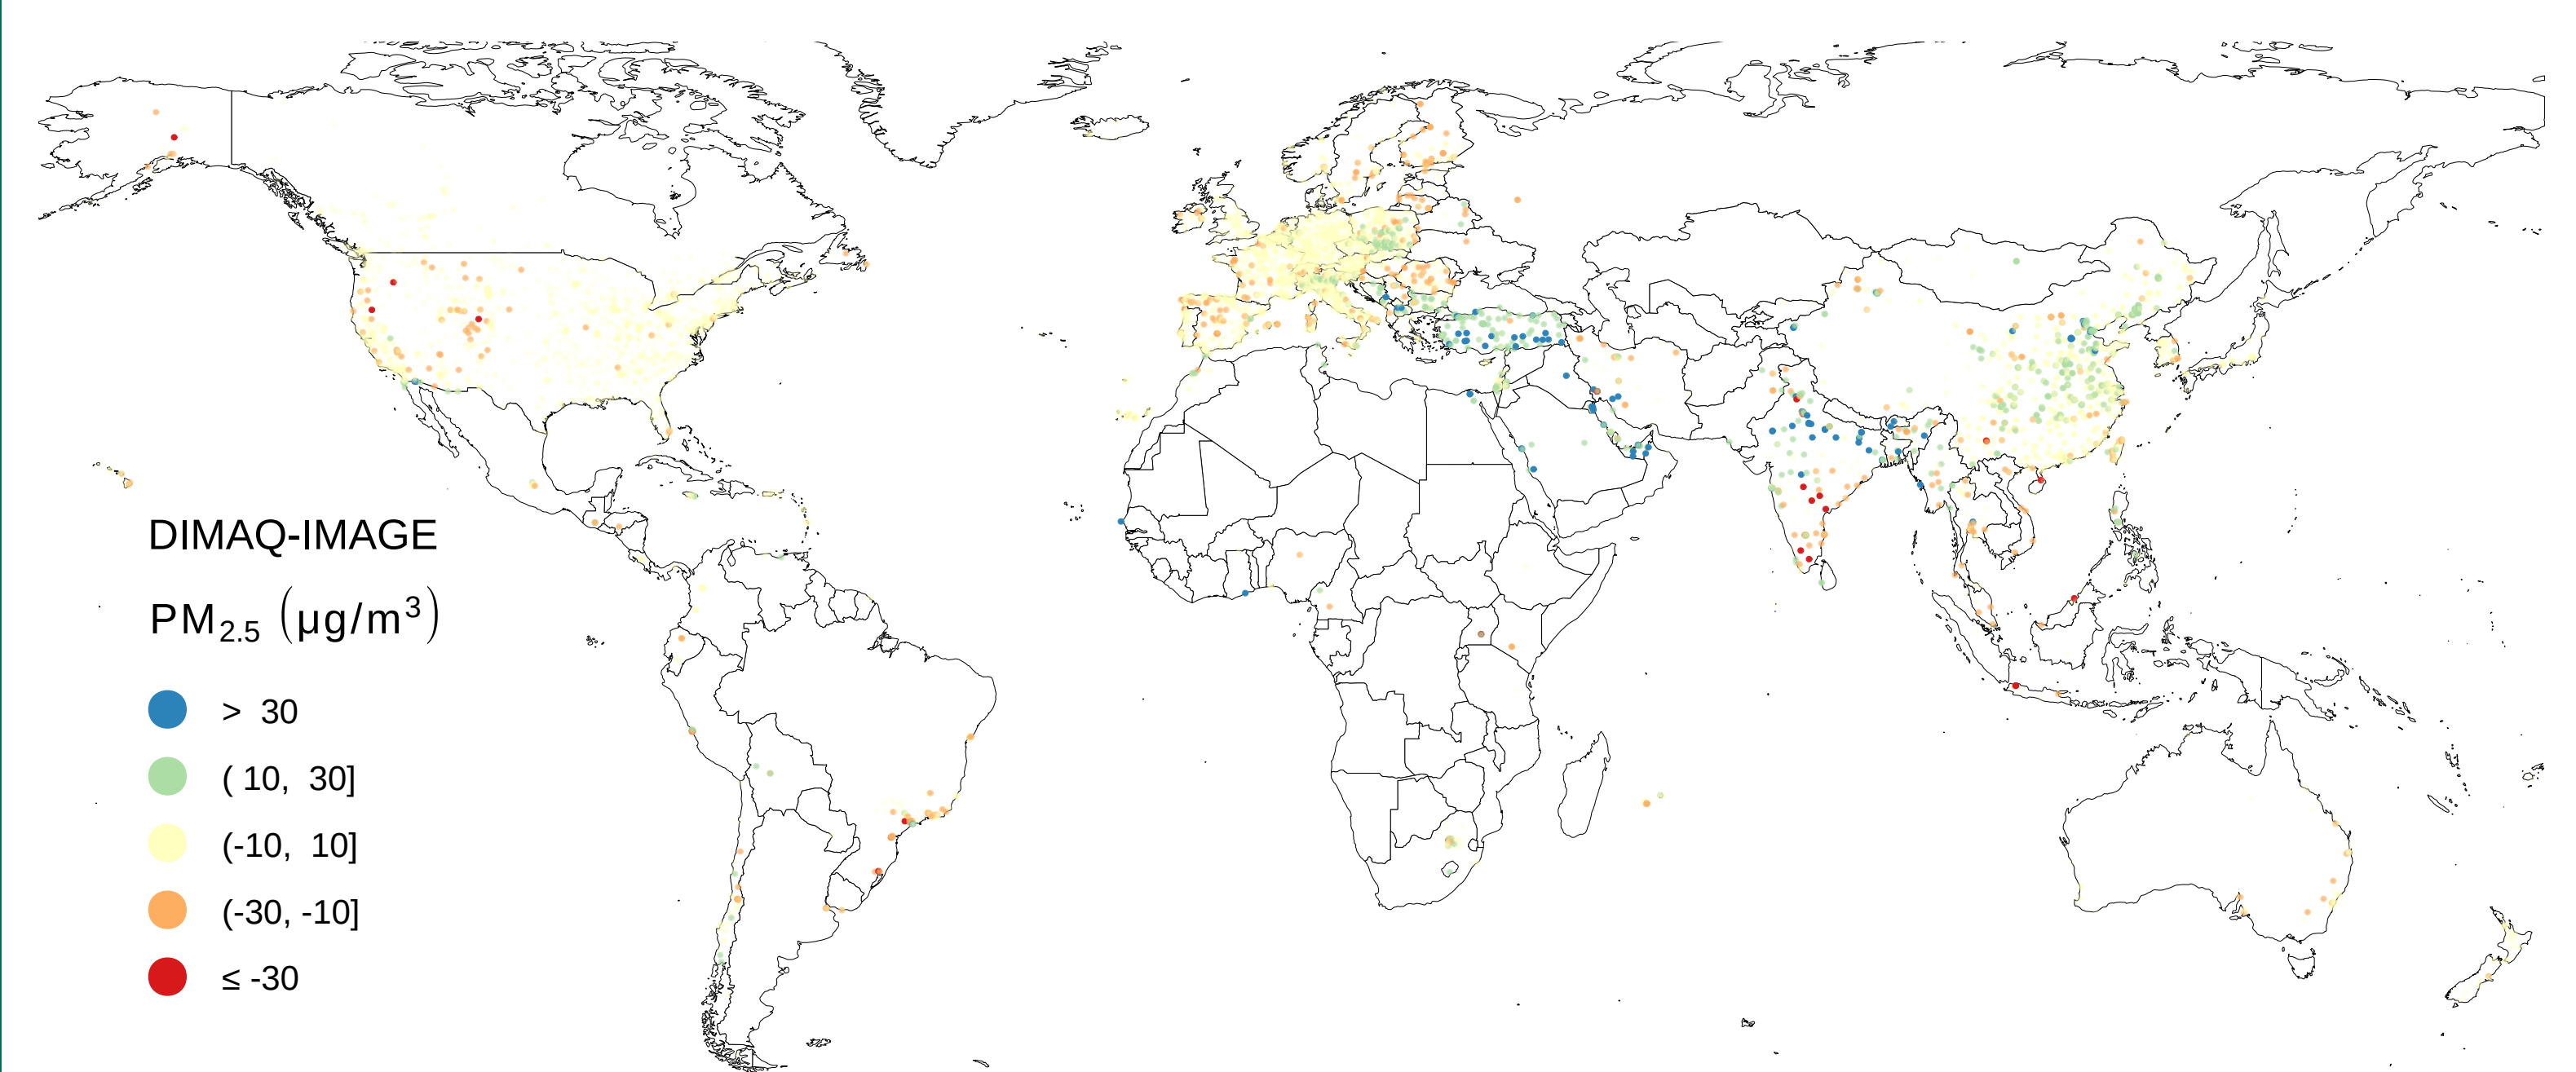 DIMAQ-IMAGE
PM2.5 (μg/m³)
> 30
( 10, 30]
(-10, 10]
(-30, -10]
≤ -30